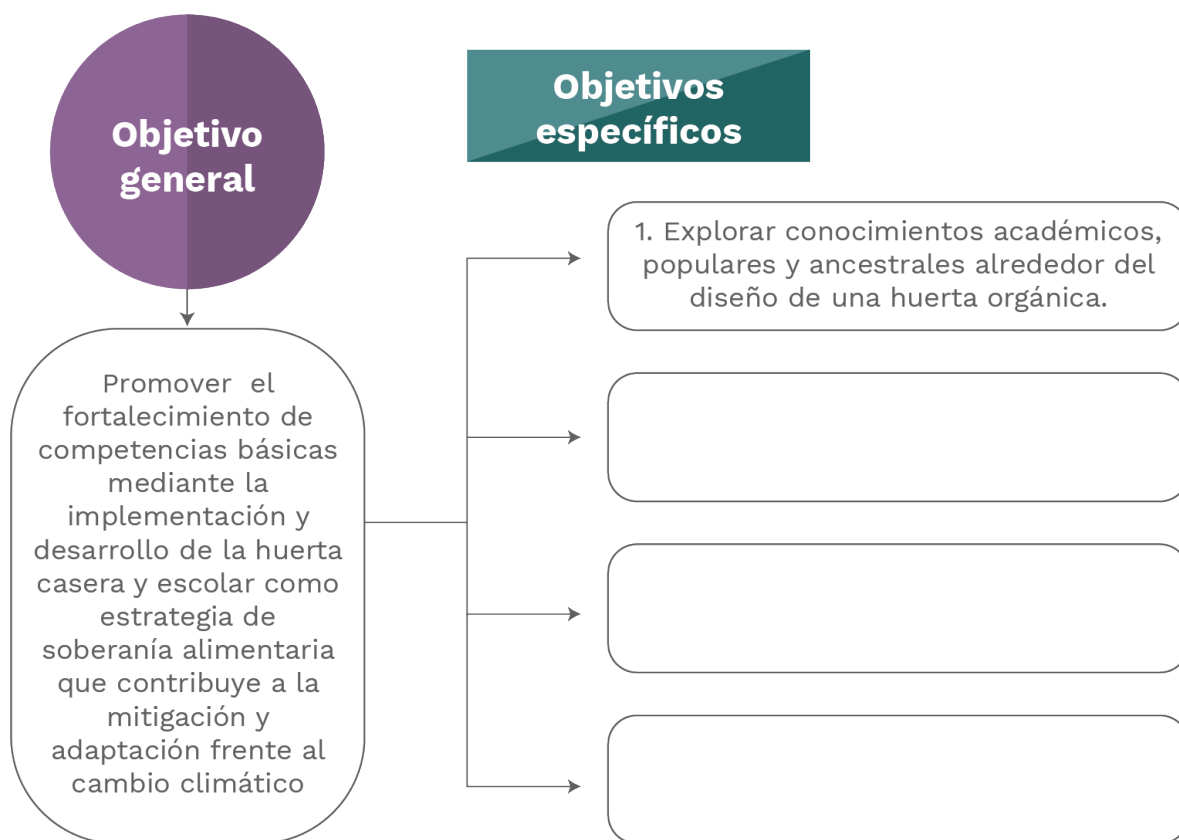 Objetivo
general
Objetivos
específicos
1. Explorar conocimientos académicos,
populares y ancestrales alrededor del
diseño de una huerta orgánica.
Promover el
fortalecimiento de
competencias básicas
mediante la
implementación y
desarrollo de la huerta
casera y escolar como
estrategia de
soberanía alimentaria
que contribuye a la
mitigación y
adaptación frente al
cambio climático